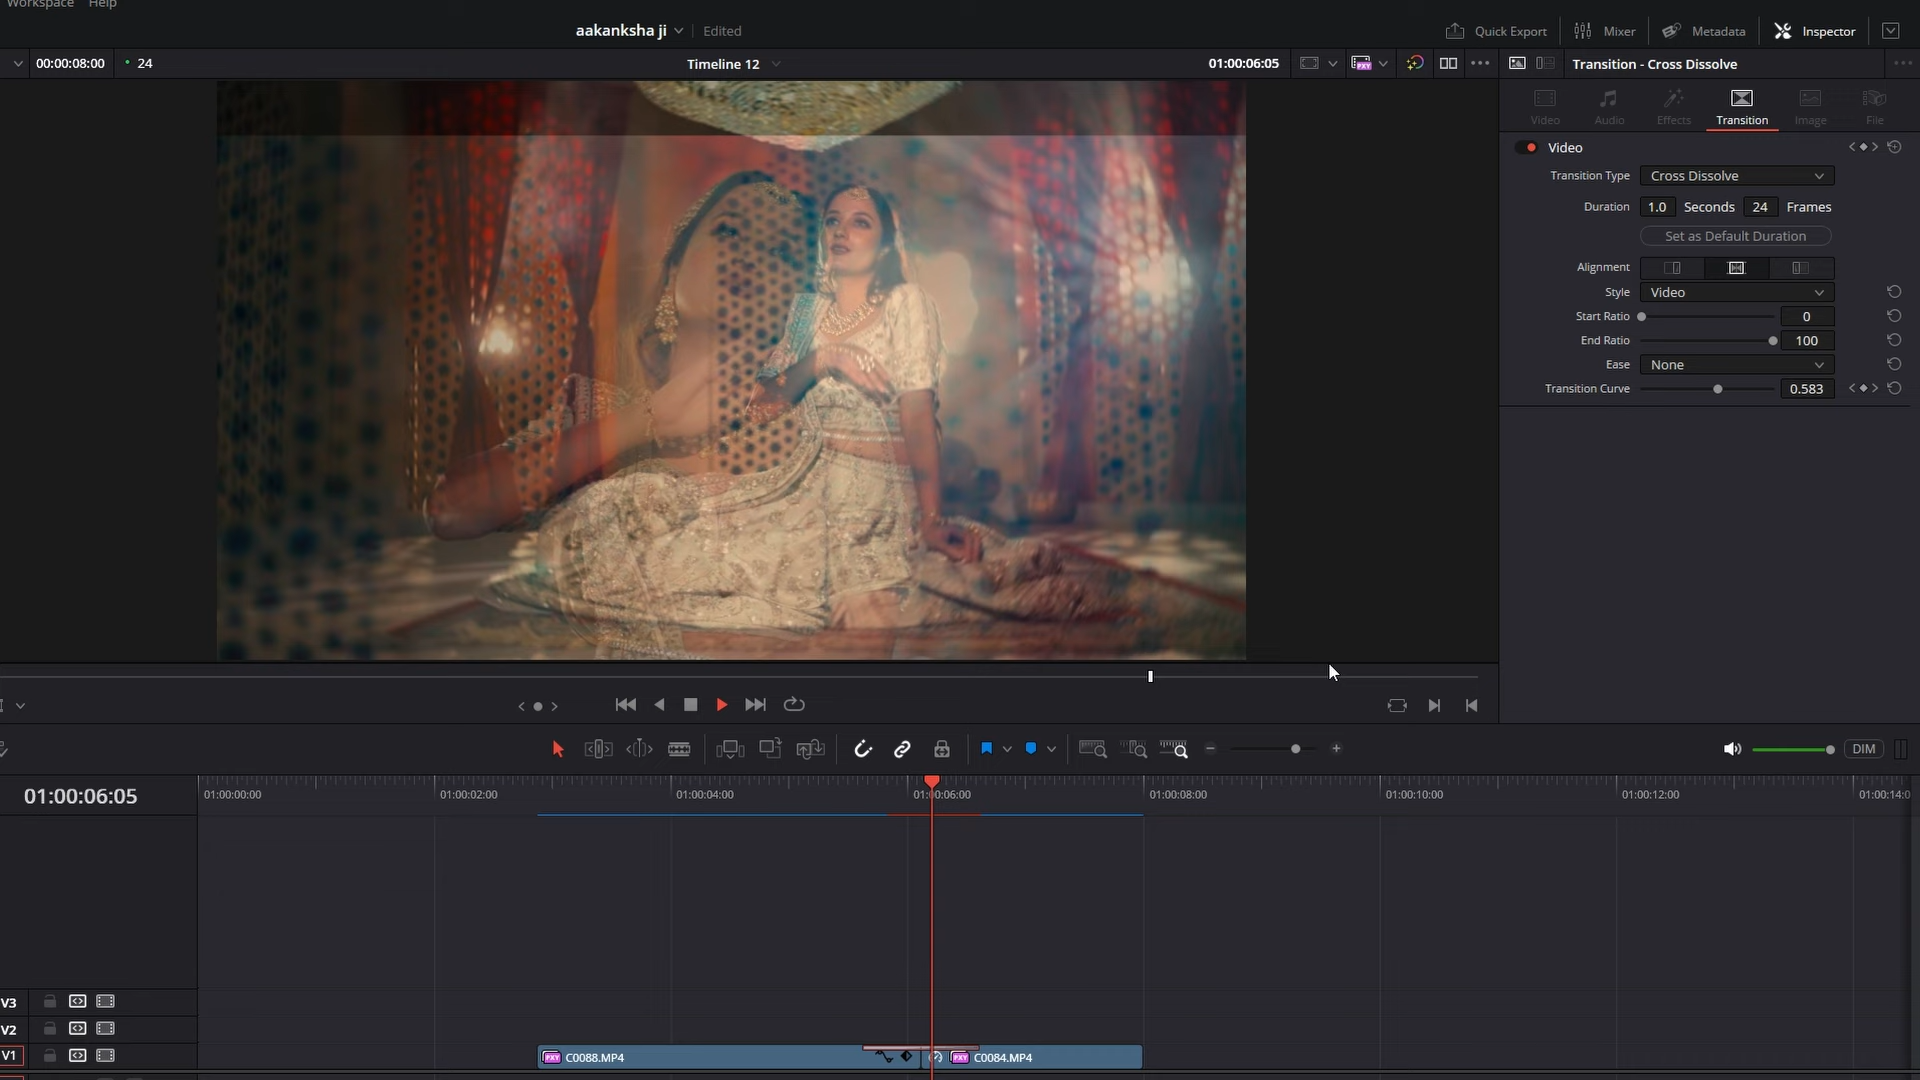 Workspace Help
aakanksha ji Edited
Quick Export Mixer Metadata Inspector
00:00:08:00 24 Timeline 12 01:00:06:05 PXY Transition - Cross Dissolve
Video Audio Effects Transition Image File
Video
Transition Type Cross Dissolve
Duration 1.0 Seconds 24 Frames
Set as Default Duration
Alignment
Style Video
Start Ratio 0
End Ratio 100
Ease None
Transition Curve 0.583
DIM
01:00:06:05 01:00:00:00 01:00:02:00 01:00:04:00 01:00:06:00 01:00:08:00 01:00:10:00 01:00:12:00 01:00:14:0
V3
V2
V1 PXY C0088.MP4 PXY C0084.MP4